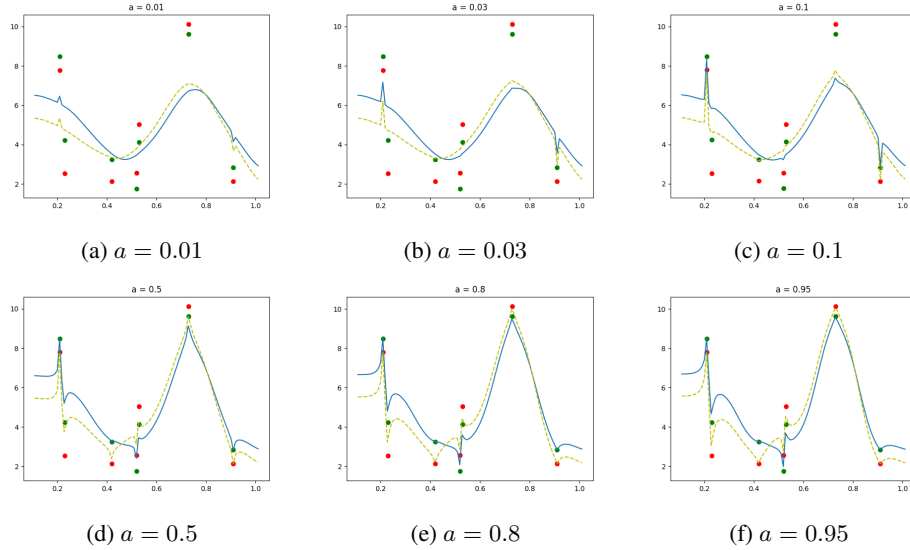 a = 0.01
a = 0.03
a = 0.1
10
8
6
4
2
0.2 0.4 0.6 0.8 1.0
10
8
6
4
2
0.2 0.4 0.6 0.8 1.0
10
8
6
4
2
0.2 0.4 0.6 0.8 1.0
(a) a = 0.01
(b) a = 0.03
(c) a = 0.1
a = 0.5
a = 0.8
a = 0.95
10
8
6
4
2
0.2 0.4 0.6 0.8 1.0
10
8
6
4
2
0.2 0.4 0.6 0.8 1.0
10
8
6
4
2
0.2 0.4 0.6 0.8 1.0
(d) a = 0.5
(e) a = 0.8
(f) a = 0.95